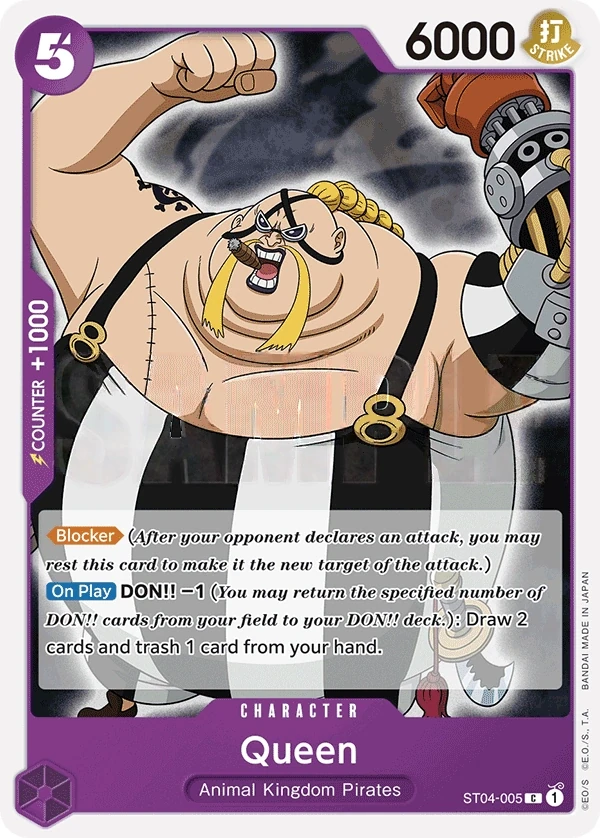 5
6000
打
STRIKE
COUNTER +1000
SAMPLE
Blocker (After your opponent declares an attack, you may
rest this card to make it the new target of the attack.)
On Play DON!! −1 (You may return the specified number of
DON!! cards from your field to your DON!! deck.): Draw 2
cards and trash 1 card from your hand.
CHARACTER
Queen
Animal Kingdom Pirates
ST04-005 C 1
©E.O/S ©E.O./S., T.A. BANDAI MADE IN JAPAN